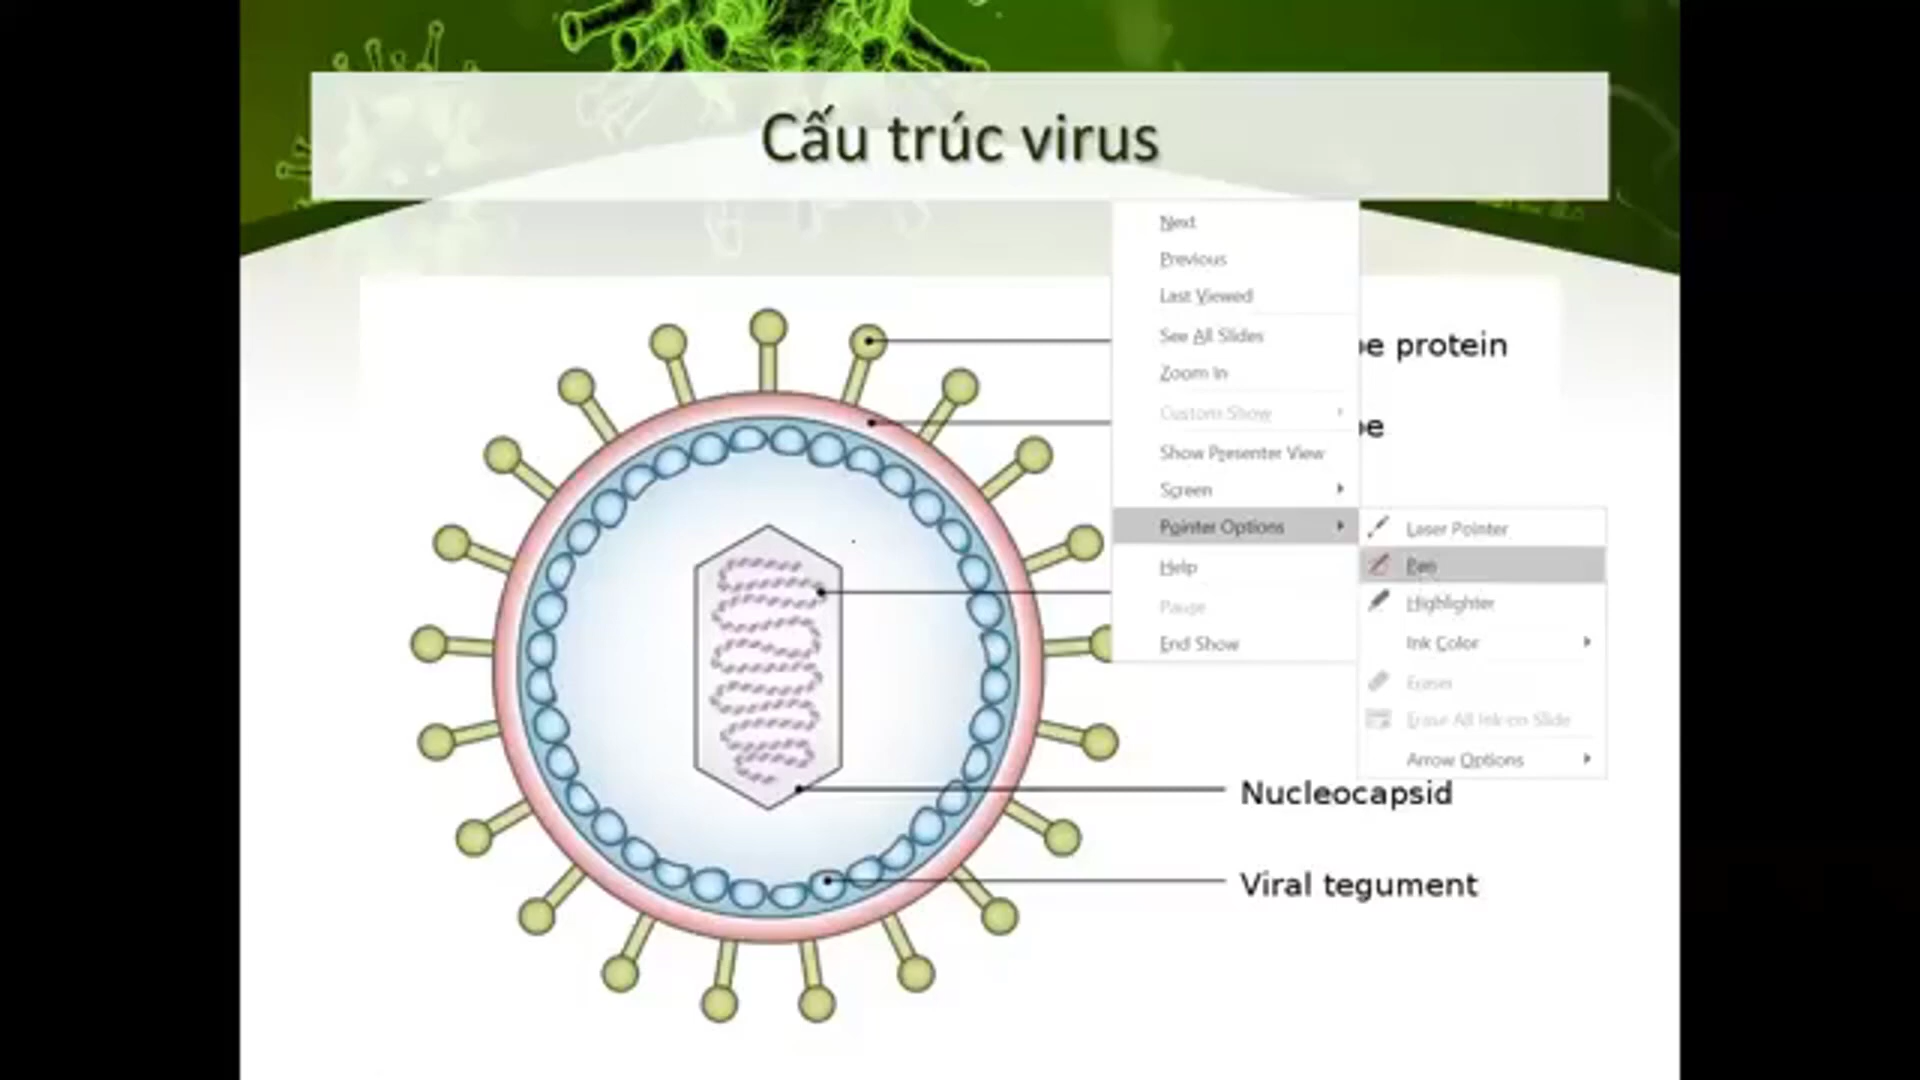 Cấu trúc virus
Next
Previous
Last Viewed
See All Slides
Zoom In
Custom Show
Show Presenter View
Screen
Pointer Options
Help
Pause
End Show
protein
Laser Pointer
Pen
Highlighter
Ink Color
Eraser
Erase All Ink on Slide
Arrow Options
Nucleocapsid
Viral tegument